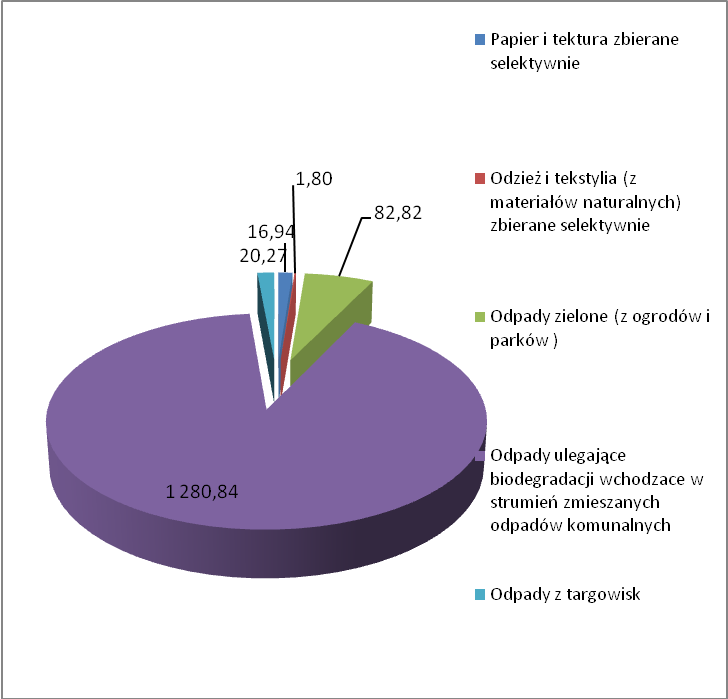 Papier i tektura zbierane
selektywnie
1,80
Odzież i tekstylia (z
materiałów naturalnych)
zbierane selektywnie
82,82
16,94
20,27
Odpady zielone (z ogrodów i
parków )
Odpady ulegające
biodegradacji wchodzace w
strumień zmieszanych
odpadów komunalnych
1 280,84
Odpady z targowisk